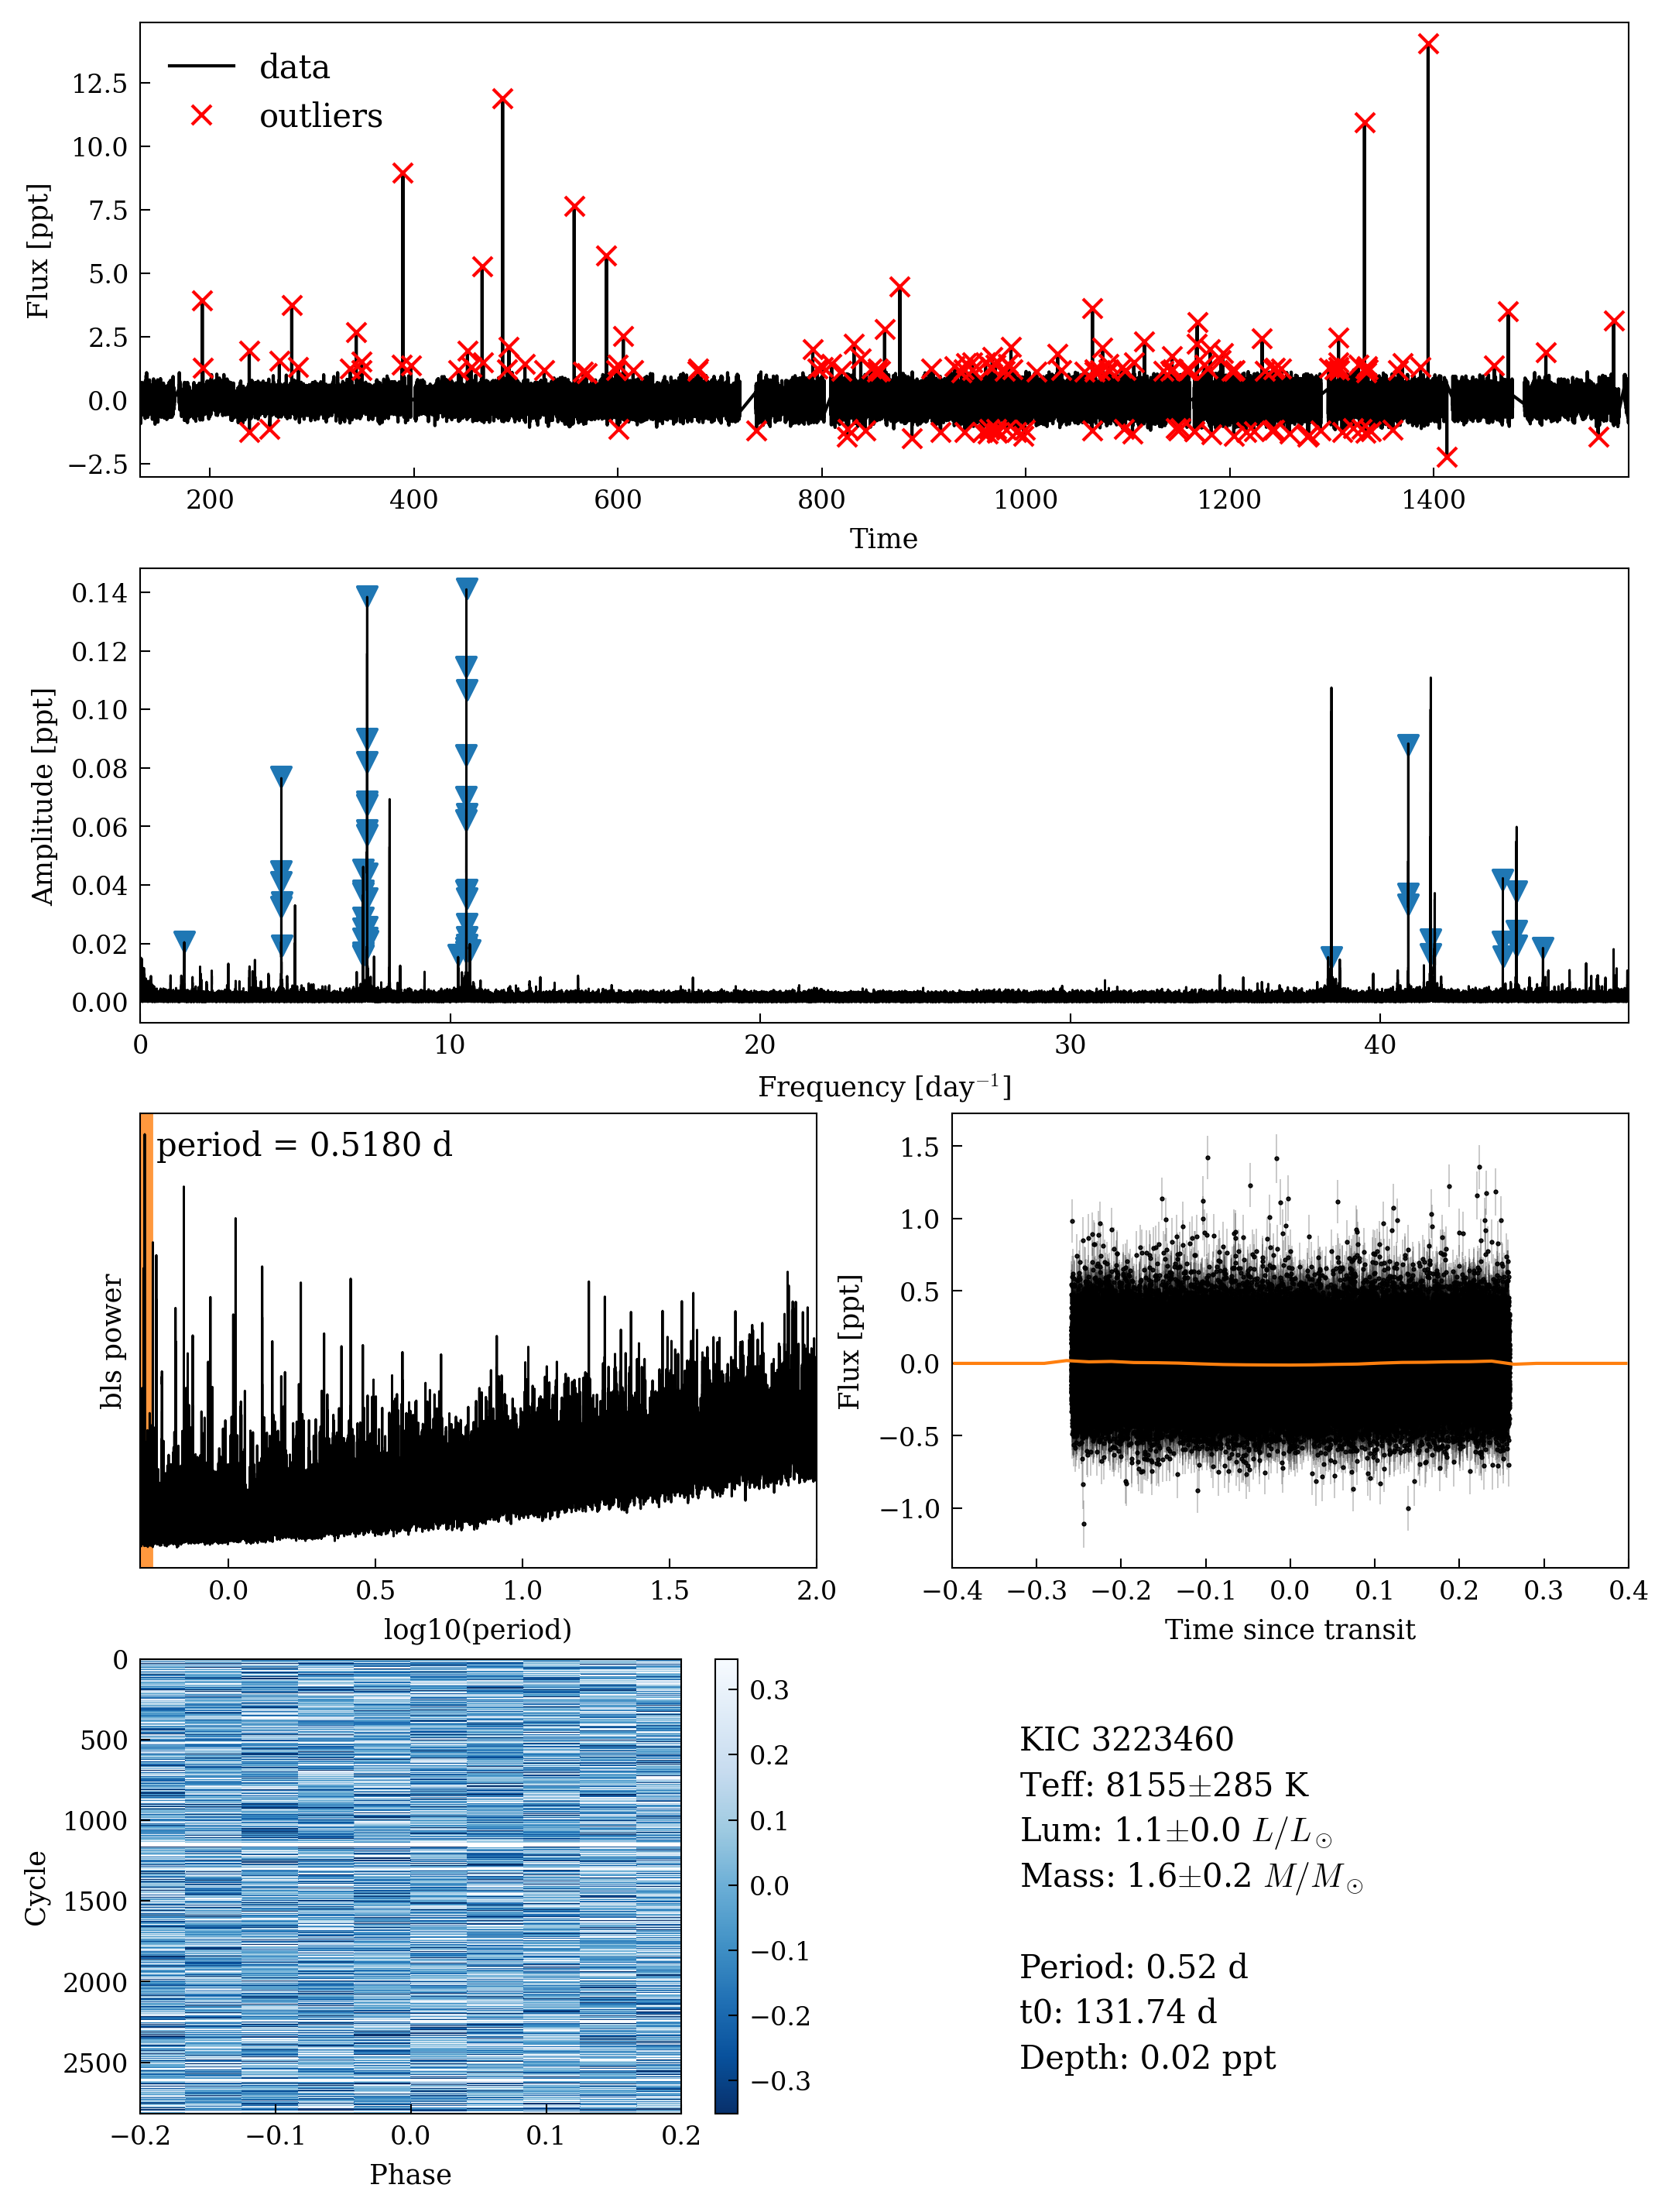 data
outliers
12.5
10.0
7.5
5.0
2.5
0.0
−2.5
Flux [ppt]
200 400 600 800 1000 1200 1400
Time
0.14
0.12
0.10
0.08
0.06
0.04
0.02
0.00
Amplitude [ppt]
0 10 20 30 40
Frequency [day⁻¹]
period = 0.5180 d
bls power
0.0 0.5 1.0 1.5 2.0
log10(period)
1.5
1.0
0.5
0.0
−0.5
−1.0
Flux [ppt]
−0.4 −0.3 −0.2 −0.1 0.0 0.1 0.2 0.3 0.4
Time since transit
0
500
1000
1500
2000
2500
Cycle
−0.2 −0.1 0.0 0.1 0.2
Phase
0.3
0.2
0.1
0.0
−0.1
−0.2
−0.3
KIC 3223460
Teff: 8155±285 K
Lum: 1.1±0.0 L/L⊙
Mass: 1.6±0.2 M/M⊙
Period: 0.52 d
t0: 131.74 d
Depth: 0.02 ppt